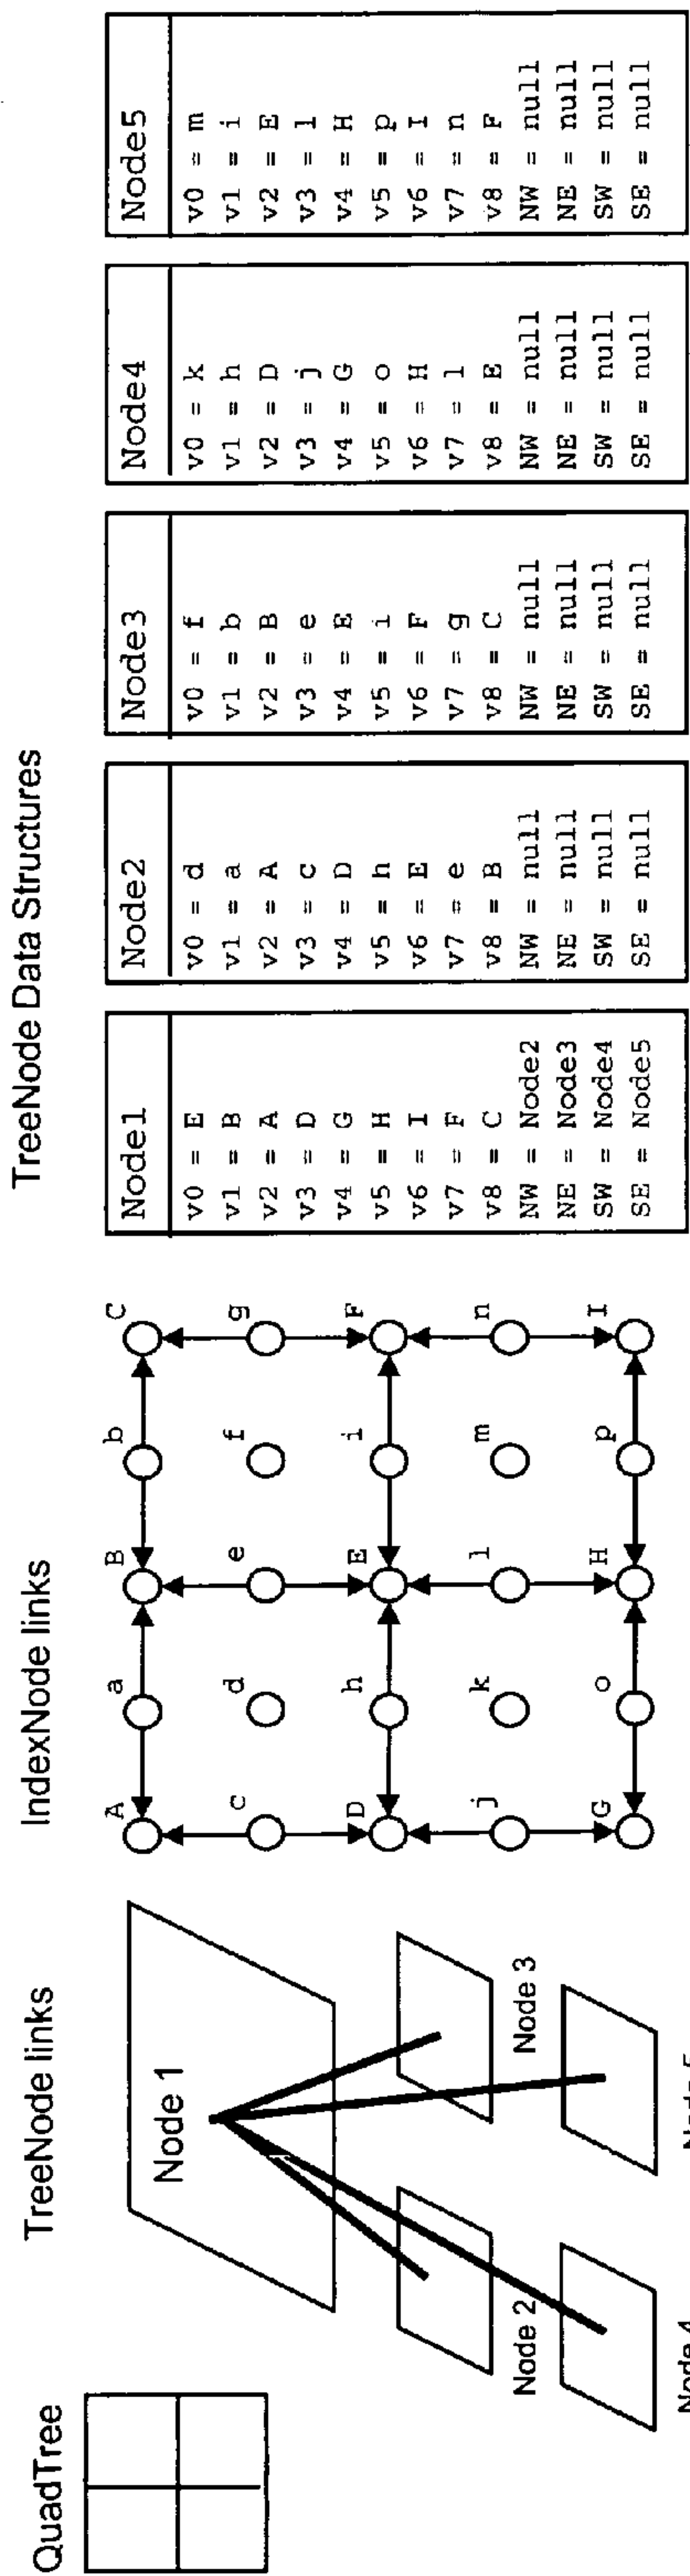 QuadTree
TreeNode links
IndexNode links
TreeNode Data Structures
Node 1
Node 2
Node 3
Node 4
Node 5
A a B b C
c d e f g
D h E i F
j k l m n
G o H p I
Node1
v0 = E
v1 = B
v2 = A
v3 = D
v4 = G
v5 = H
v6 = I
v7 = F
v8 = C
NW = Node2
NE = Node3
SW = Node4
SE = Node5
Node2
v0 = d
v1 = a
v2 = A
v3 = c
v4 = D
v5 = h
v6 = E
v7 = e
v8 = B
NW = null
NE = null
SW = null
SE = null
Node3
v0 = f
v1 = b
v2 = B
v3 = e
v4 = E
v5 = i
v6 = F
v7 = g
v8 = C
NW = null
NE = null
SW = null
SE = null
Node4
v0 = k
v1 = h
v2 = D
v3 = j
v4 = G
v5 = o
v6 = H
v7 = l
v8 = E
NW = null
NE = null
SW = null
SE = null
Node5
v0 = m
v1 = i
v2 = E
v3 = l
v4 = H
v5 = p
v6 = I
v7 = n
v8 = F
NW = null
NE = null
SW = null
SE = null